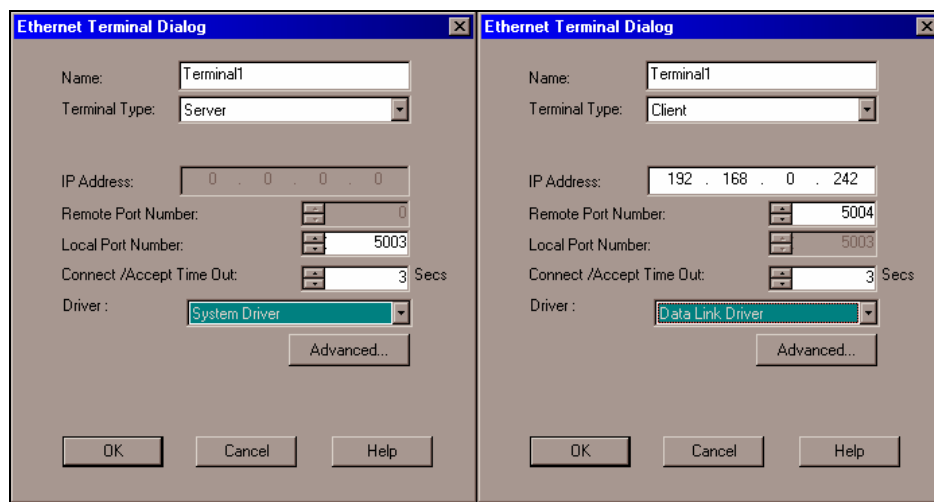 Ethernet Terminal Dialog
Name: Terminal1
Terminal Type: Server
IP Address: 0 . 0 . 0 . 0
Remote Port Number: 0
Local Port Number: 5003
Connect /Accept Time Out: 3 Secs
Driver : System Driver
Advanced...
OK Cancel Help
Ethernet Terminal Dialog
Name: Terminal1
Terminal Type: Client
IP Address: 192 . 168 . 0 . 242
Remote Port Number: 5004
Local Port Number: 5003
Connect /Accept Time Out: 3 Secs
Driver : Data Link Driver
Advanced...
OK Cancel Help